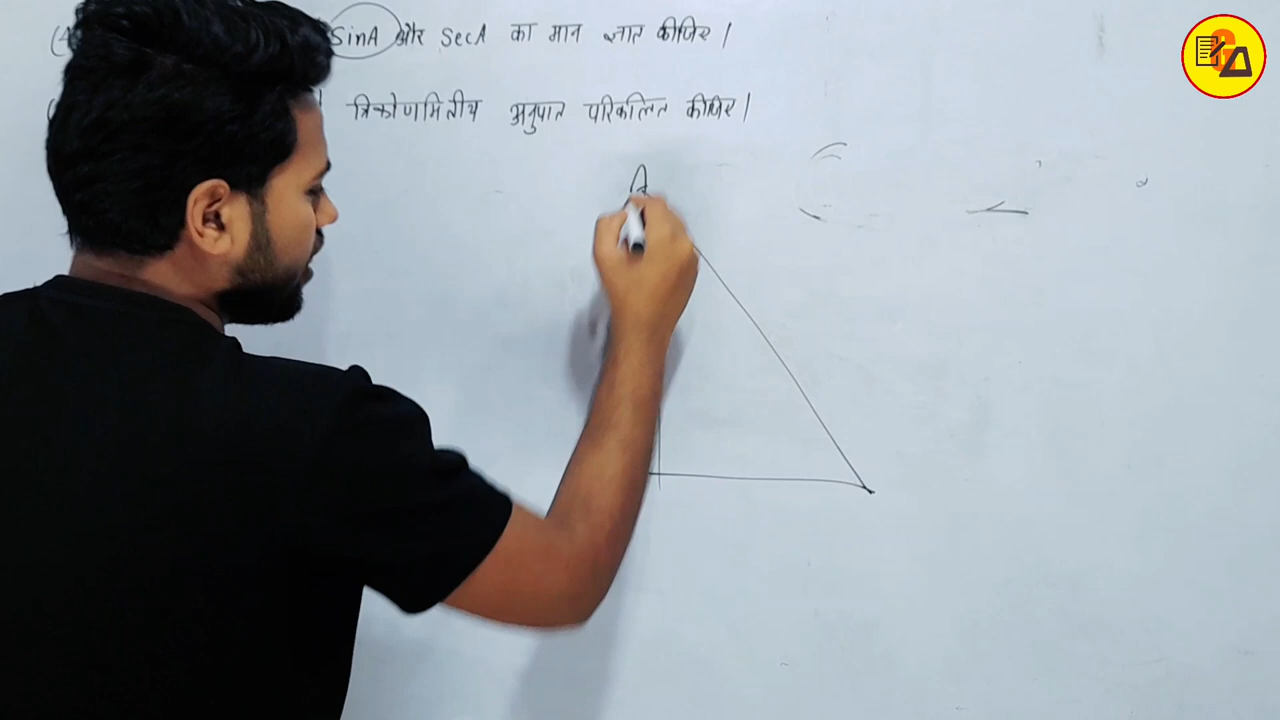 SinA और SecA का मान ज्ञात कीजिए।
त्रिकोणमितीय अनुपात परिकलित कीजिए।
A